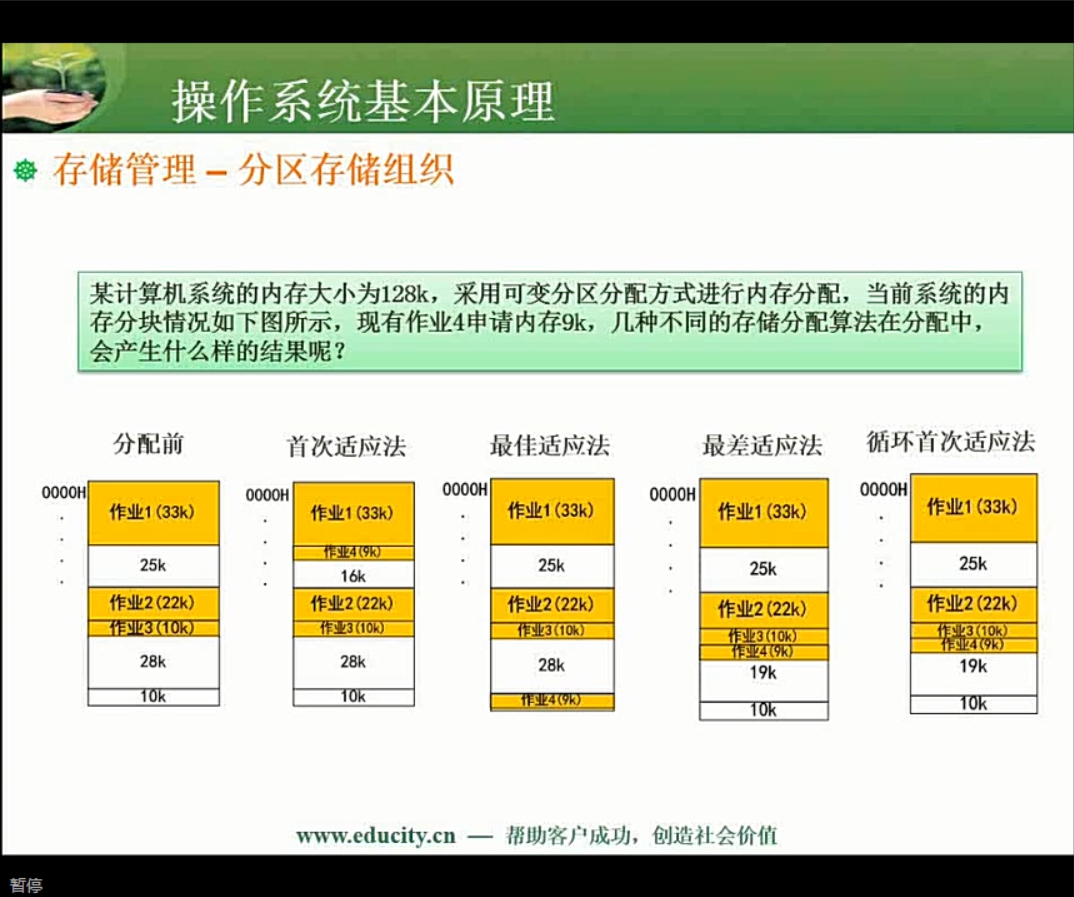 操作系统基本原理
存储管理 – 分区存储组织
某计算机系统的内存大小为128k，采用可变分区分配方式进行内存分配，当前系统的内
存分块情况如下图所示，现有作业4申请内存9k，几种不同的存储分配算法在分配中，
会产生什么样的结果呢？
分配前
0000H
作业1(33k)
25k
作业2(22k)
作业3(10k)
28k
10k
首次适应法
0000H
作业1(33k)
作业4(9k)
16k
作业2(22k)
作业3(10k)
28k
10k
最佳适应法
0000H
作业1(33k)
25k
作业2(22k)
作业3(10k)
28k
作业4(9k)
最差适应法
0000H
作业1(33k)
25k
作业2(22k)
作业3(10k)
作业4(9k)
19k
10k
循环首次适应法
0000H
作业1(33k)
25k
作业2(22k)
作业3(10k)
作业4(9k)
19k
10k
www.educity.cn — 帮助客户成功，创造社会价值
暂停